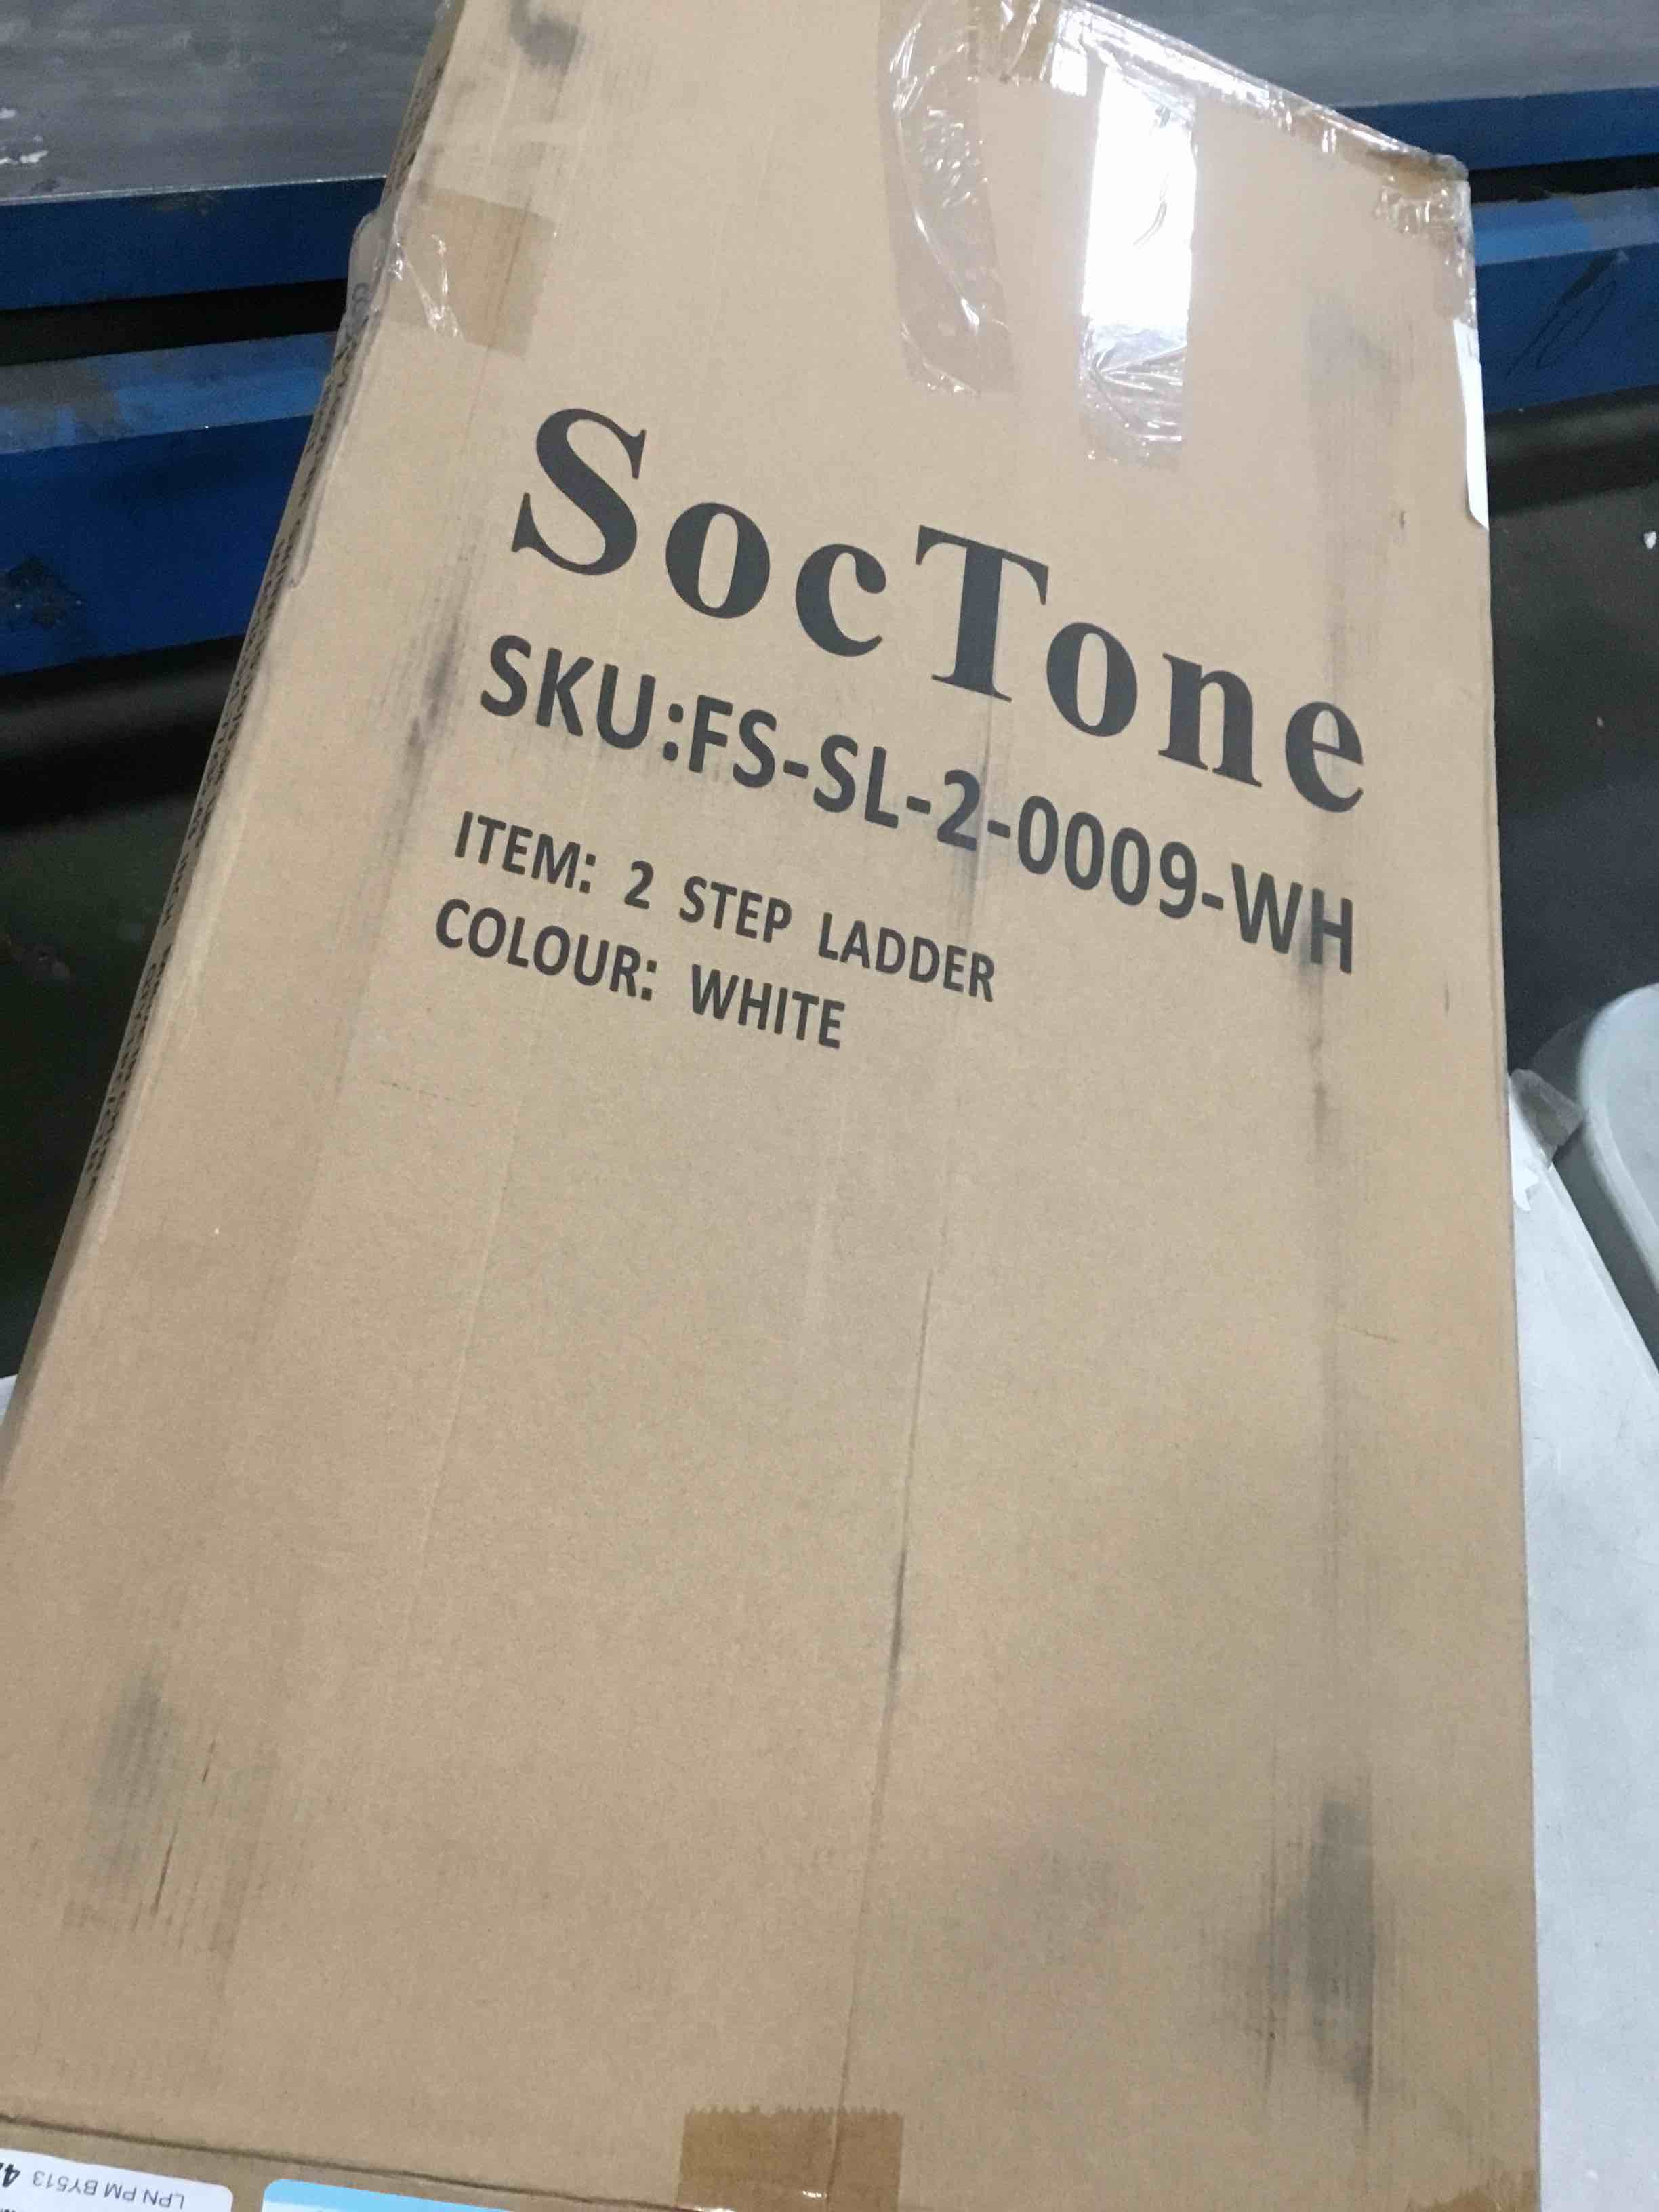 SocTone
SKU:FS-SL-2-0009-WH
ITEM: 2 STEP LADDER
COLOUR: WHITE
LPN PM BY513